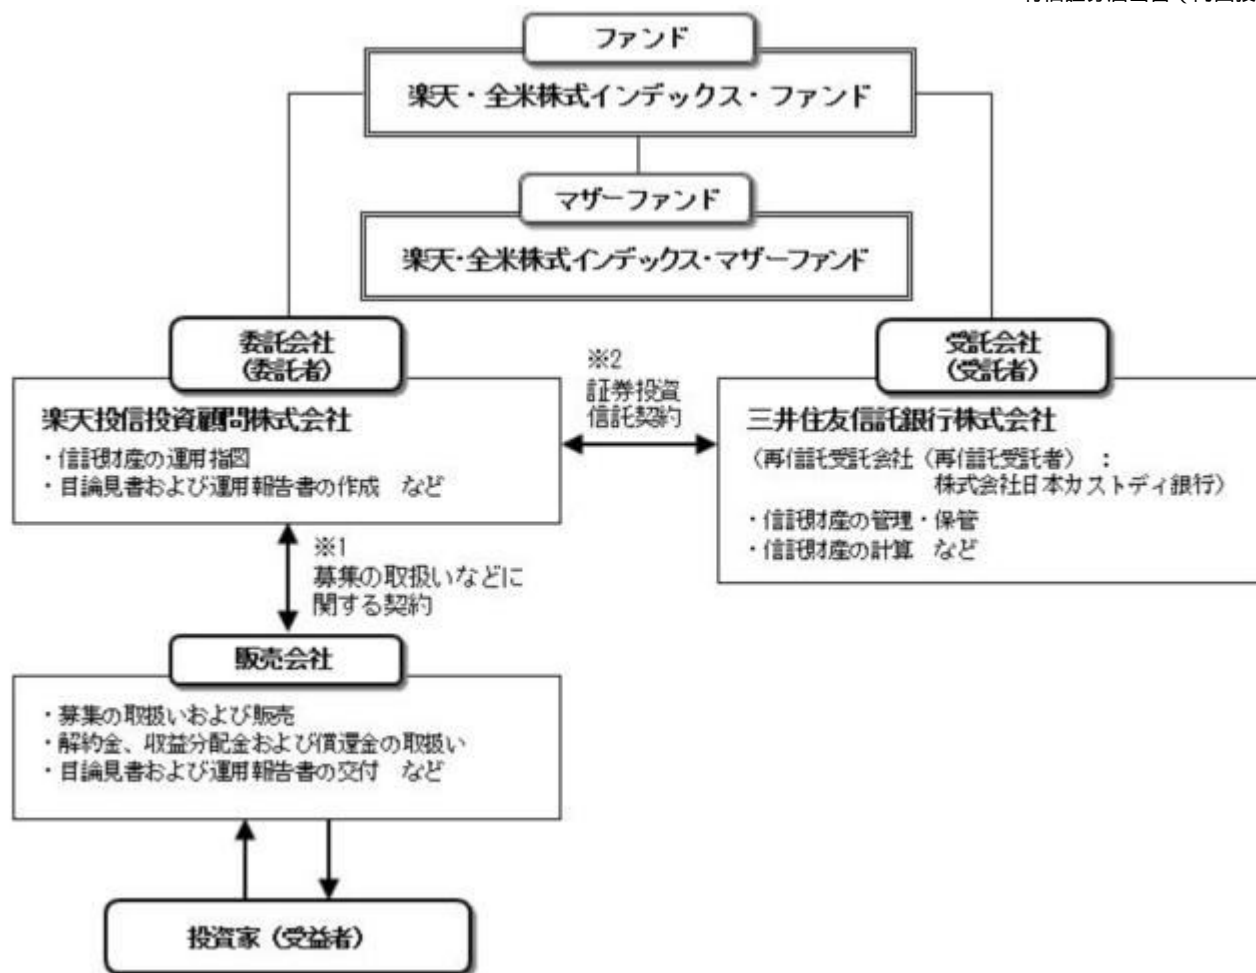 ファンド
楽天・全米株式インデックス・ファンド
マザーファンド
楽天・全米株式インデックス・マザーファンド
委託会社
(委託者)
楽天投信投資顧問株式会社
・信託財産の運用指図
・目論見書および運用報告書の作成 など
※2
証券投資
信託契約
受託会社
(受託者)
三井住友信託銀行株式会社
(再信託受託会社(再信託受託者) :
株式会社日本カストディ銀行)
・信託財産の管理・保管
・信託財産の計算 など
※1
募集の取扱いなどに
関する契約
販売会社
・募集の取扱いおよび販売
・解約金、収益分配金および償還金の取扱い
・目論見書および運用報告書の交付 など
投資家(受益者)